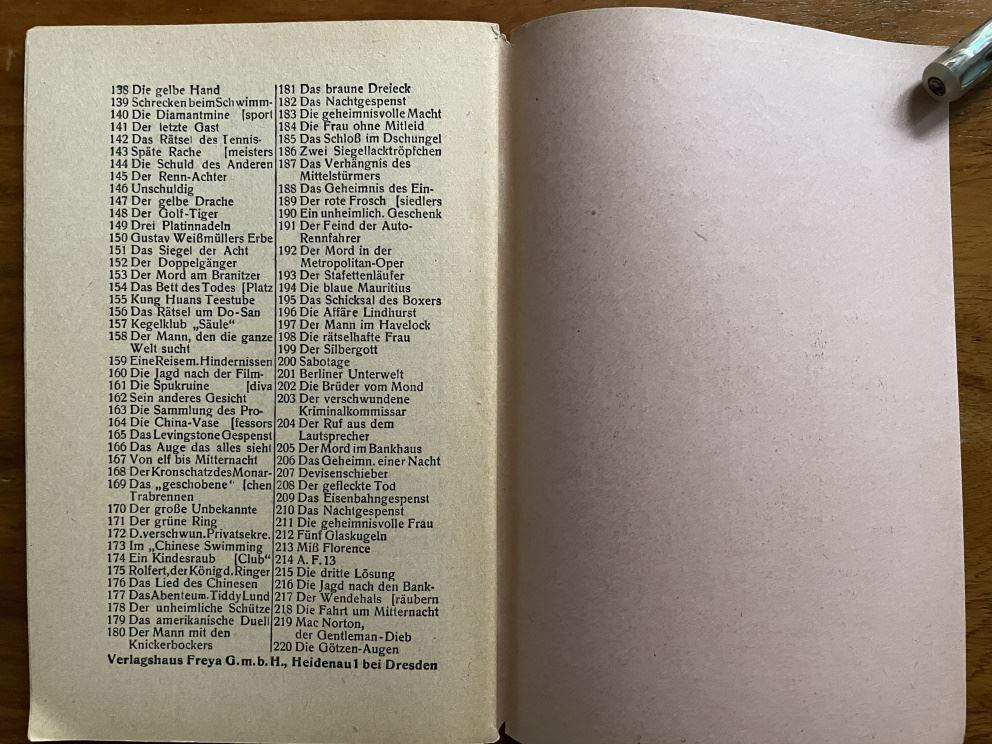 138 Die gelbe Hand
139 Schrecken beim Schwimm-
140 Die Diamantmine [sport
141 Der letzte Gast
142 Das Rätsel des Tennis-
143 Späte Rache [meisters
144 Die Schuld des Anderen
145 Der Renn-Achter
146 Unschuldig
147 Der gelbe Drache
148 Der Golf-Tiger
149 Drei Platinnadeln
150 Gustav Weißmüllers Erbe
151 Das Siegel der Acht
152 Der Doppelgänger
153 Der Mord am Branitzer
154 Das Bett des Todes [Platz
155 Kung Huans Teestube
156 Das Rätsel um Do-San
157 Kegelklub „Säule“
158 Der Mann, den die ganze
Welt sucht
159 Eine Reise m. Hindernissen
160 Die Jagd nach der Film-
161 Die Spukruine [diva
162 Sein anderes Gesicht
163 Die Sammlung des Pro-
164 Die China-Vase [fessors
165 Das Levingstone Gespenst
166 Das Auge das alles sieht
167 Von elf bis Mitternacht
168 Der Kronschatz des Monar-
169 Das „geschobene“ [chen
Trabrennen
170 Der große Unbekannte
171 Der grüne Ring
172 D. verschwun. Privatsekre.
173 Im „Chinese Swimming
174 Ein Kindesraub [Club“
175 Rolfert, der König d. Ringer
176 Das Lied des Chinesen
177 Das Abenteu. Tiddy Lund
178 Der unheimliche Schütze
179 Das amerikanische Duell
180 Der Mann mit den
Knickerbockers
181 Das braune Dreieck
182 Das Nachtgespenst
183 Die geheimnisvolle Macht
184 Die Frau ohne Mitleid
185 Das Schloß im Dschungel
186 Zwei Siegellacktröpfchen
187 Das Verhängnis des
Mittelstürmers
188 Das Geheimnis des Ein-
189 Der rote Frosch [siedlers
190 Ein unheimlich. Geschenk
191 Der Feind der Auto-
Rennfahrer
192 Der Mord in der
Metropolitan-Oper
193 Der Stafettenläufer
194 Die blaue Mauritius
195 Das Schicksal des Boxers
196 Die Affäre Lindhurst
197 Der Mann im Havelock
198 Die rätselhafte Frau
199 Der Silbergott
200 Sabotage
201 Berliner Unterwelt
202 Die Brüder vom Mond
203 Der verschwundene
Kriminalkommissar
204 Der Ruf aus dem
Lautsprecher
205 Der Mord im Bankhaus
206 Das Geheimn. einer Nacht
207 Devisenschieber
208 Der gefleckte Tod
209 Das Eisenbahngespenst
210 Das Nachtgespenst
211 Die geheimnisvolle Frau
212 Fünf Glaskugeln
213 Miß Florence
214 A. F. 13
215 Die dritte Lösung
216 Die Jagd nach den Bank-
217 Der Wendehals [räubern
218 Die Fahrt um Mitternacht
219 Mac Norton,
der Gentleman-Dieb
220 Die Götzen-Augen
Verlagshaus Freya G. m. b. H., Heidenau 1 bei Dresden